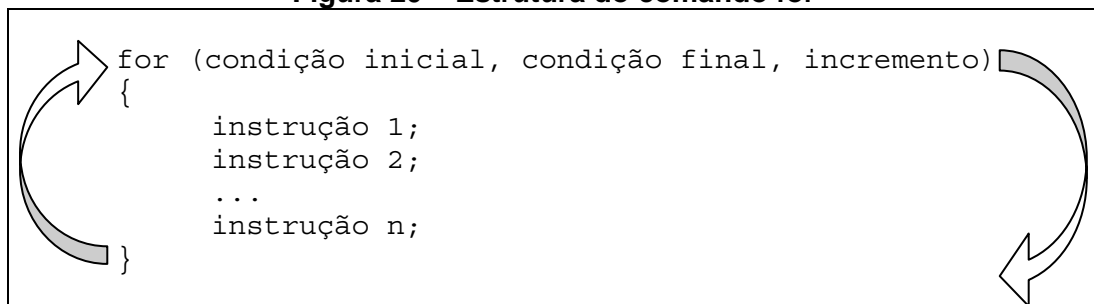 for (condição inicial, condição final, incremento)
{
instrução 1;
instrução 2;
...
instrução n;
}